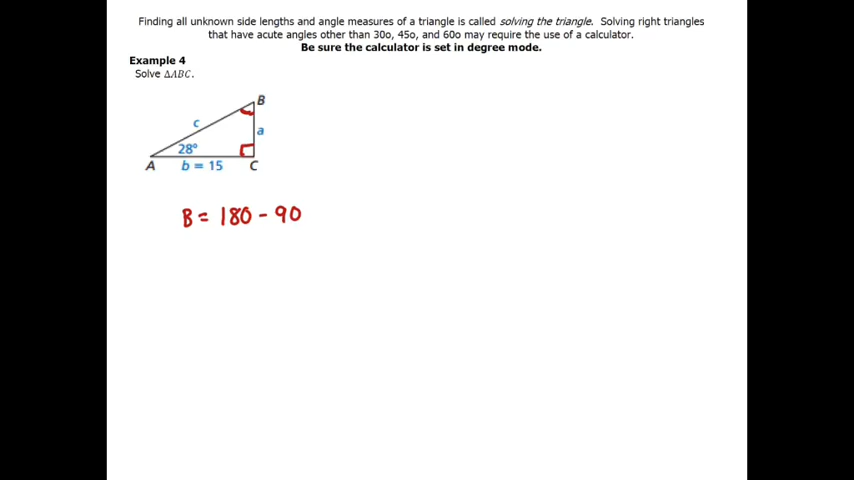 Finding all unknown side lengths and angle measures of a triangle is called solving the triangle. Solving right triangles
that have acute angles other than 30o, 45o, and 60o may require the use of a calculator.
Be sure the calculator is set in degree mode.
Example 4
Solve ΔABC.
B
c
a
28°
A
b = 15
C
B = 180 - 90